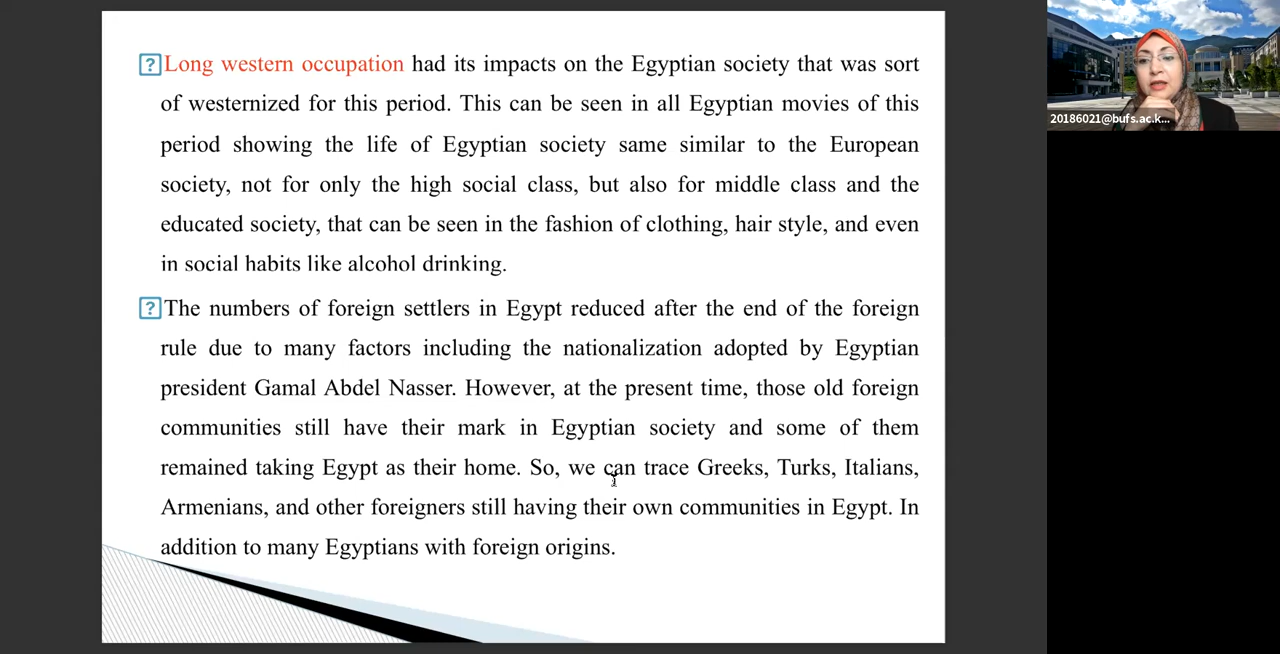 Long western occupation had its impacts on the Egyptian society that was sort
of westernized for this period. This can be seen in all Egyptian movies of this
period showing the life of Egyptian society same similar to the European
society, not for only the high social class, but also for middle class and the
educated society, that can be seen in the fashion of clothing, hair style, and even
in social habits like alcohol drinking.
The numbers of foreign settlers in Egypt reduced after the end of the foreign
rule due to many factors including the nationalization adopted by Egyptian
president Gamal Abdel Nasser. However, at the present time, those old foreign
communities still have their mark in Egyptian society and some of them
remained taking Egypt as their home. So, we can trace Greeks, Turks, Italians,
Armenians, and other foreigners still having their own communities in Egypt. In
addition to many Egyptians with foreign origins.
20186021@bufs.ac.k...